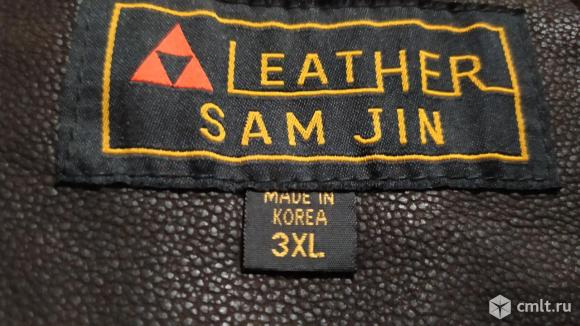 LEATHER
SAM JIN
MADE IN
KOREA
3XL
cmlt.ru